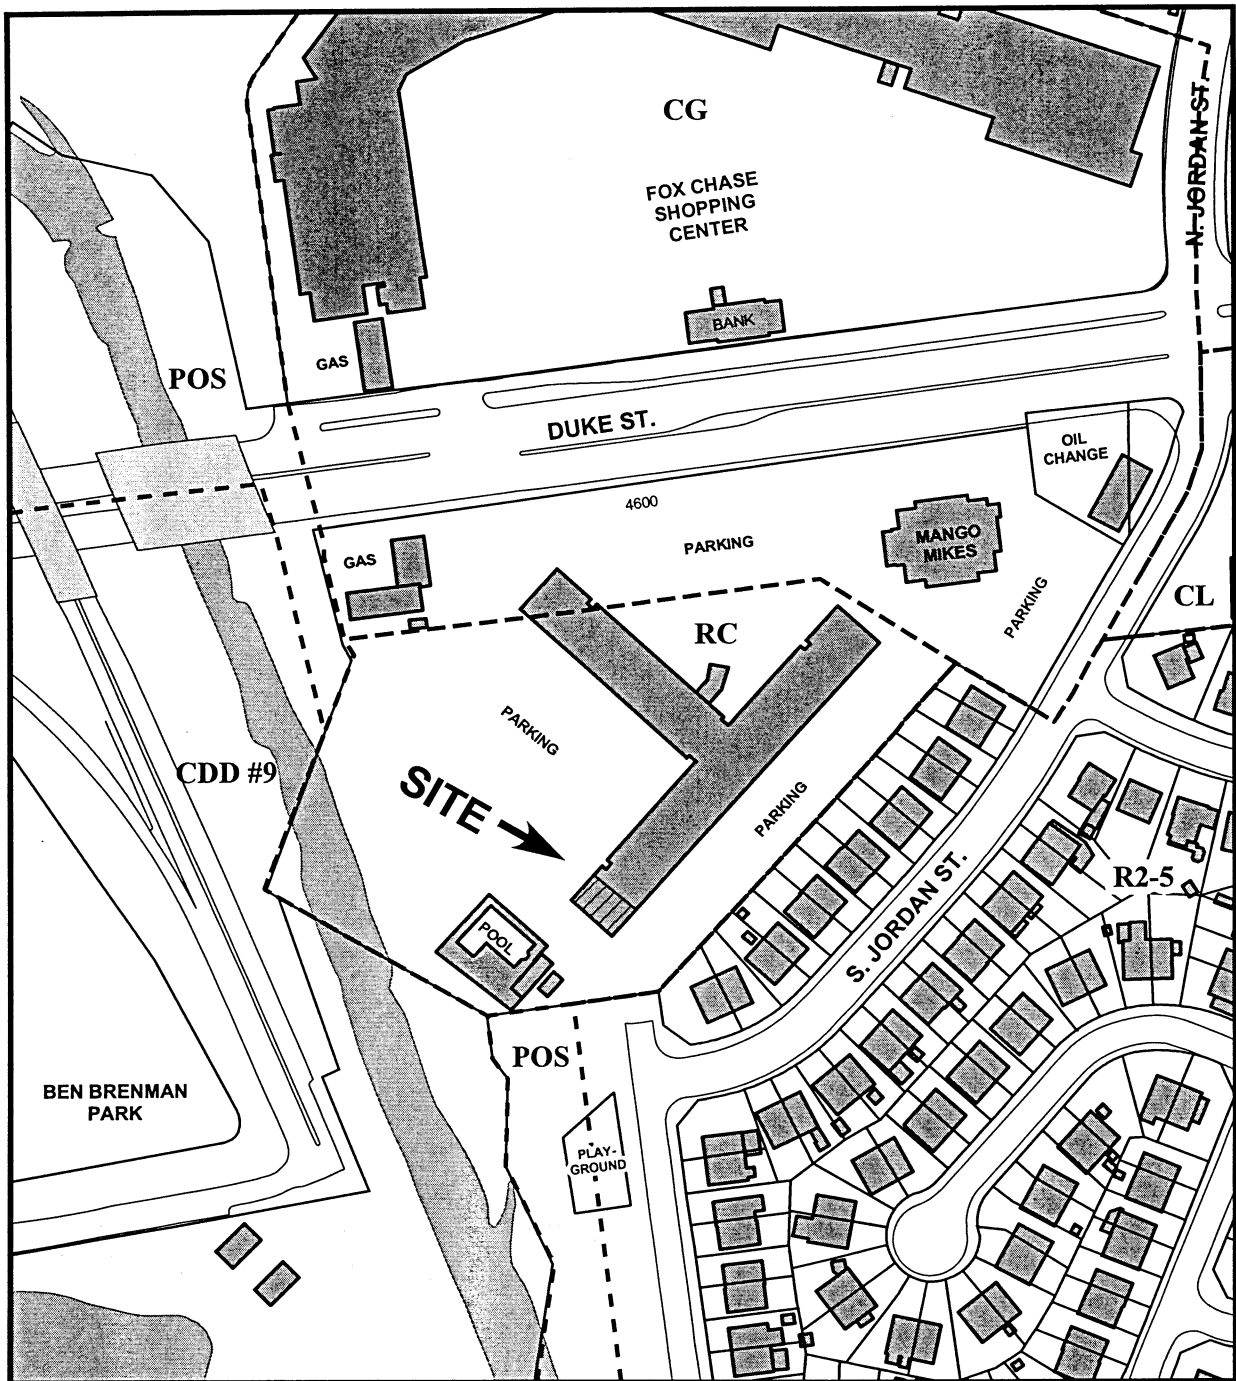 CG
FOX CHASE
SHOPPING
CENTER
N. JORDAN ST.
BANK
GAS
POS
DUKE ST.
OIL
CHANGE
4600
GAS
PARKING
MANGO
MIKES
PARKING
CL
RC
PARKING
CDD #9
SITE
PARKING
R2-5
S. JORDAN ST.
POOL
POS
BEN BRENMAN
PARK
PLAY-
GROUND